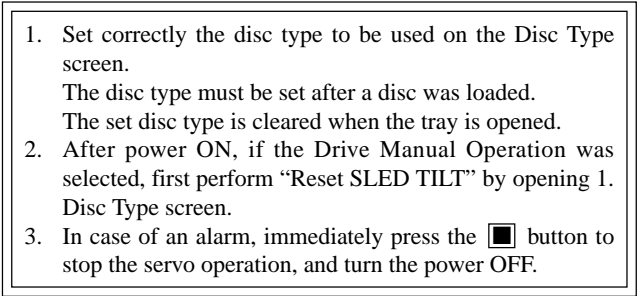 1. Set correctly the disc type to be used on the Disc Type
screen.
The disc type must be set after a disc was loaded.
The set disc type is cleared when the tray is opened.
2. After power ON, if the Drive Manual Operation was
selected, first perform “Reset SLED TILT” by opening 1.
Disc Type screen.
3. In case of an alarm, immediately press the ■ button to
stop the servo operation, and turn the power OFF.